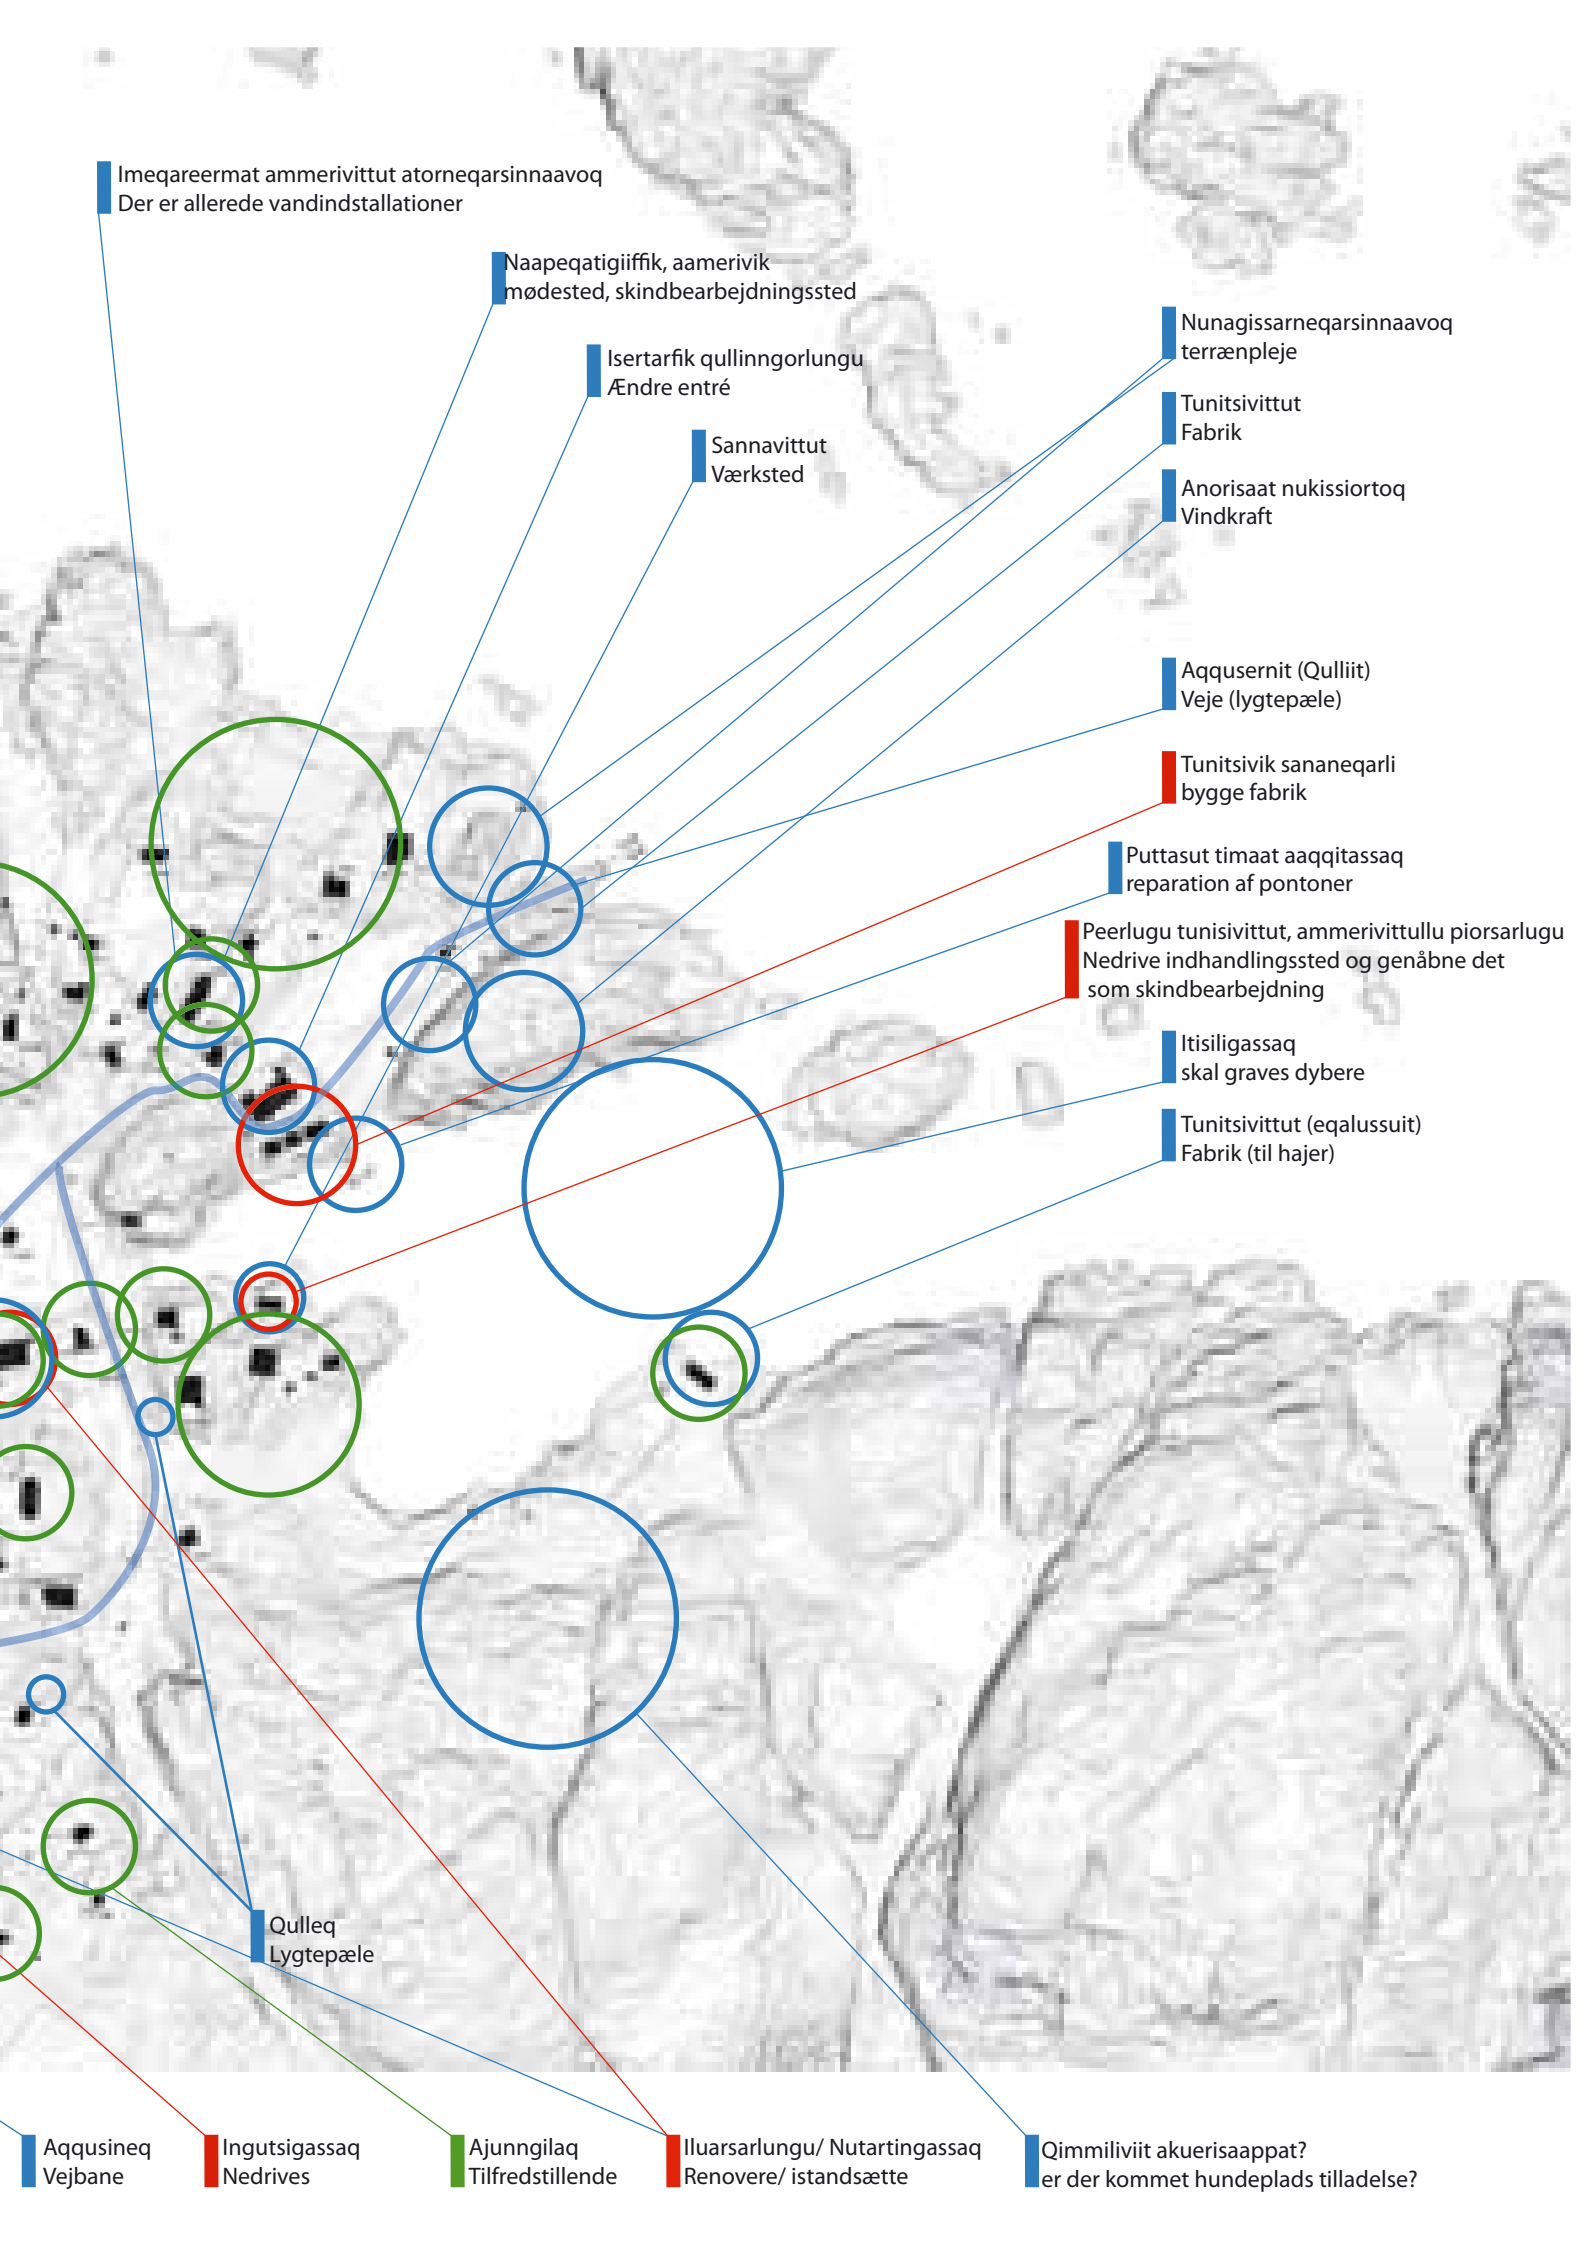 Imeqareermat ammerivittut atorneqarsinnaavoq
Der er allerede vandindstallationer
Naapeqatigiiffik, aamerivik
mødested, skindbearbejdningssted
Isertarfik qullinngorlungu
Ændre entré
Sannavittut
Værksted
Nunagissarneqarsinnaavoq
terrænpleje
Tunitsivittut
Fabrik
Anorisaat nukissiortoq
Vindkraft
Aqqusernit (Qulliit)
Veje (lygtepæle)
Tunitsivik sananeqarli
bygge fabrik
Puttasut timaat aaqqitassaq
reparation af pontoner
Peerlugu tunisivittut, ammerivittullu piorsarlugu
Nedrive indhandlingssted og genåbne det
som skindbearbejdning
Itisiligassaq
skal graves dybere
Tunitsivittut (eqalussuit)
Fabrik (til hajer)
Qulleq
Lygtepæle
Aqqusineq
Vejbane
Ingutsigassaq
Nedrives
Ajunngilaq
Tilfredstillende
Iluarsarlungu/ Nutartingassaq
Renovere/ istandsætte
Qimmiliviit akuerisaappat?
er der kommet hundeplads tilladelse?